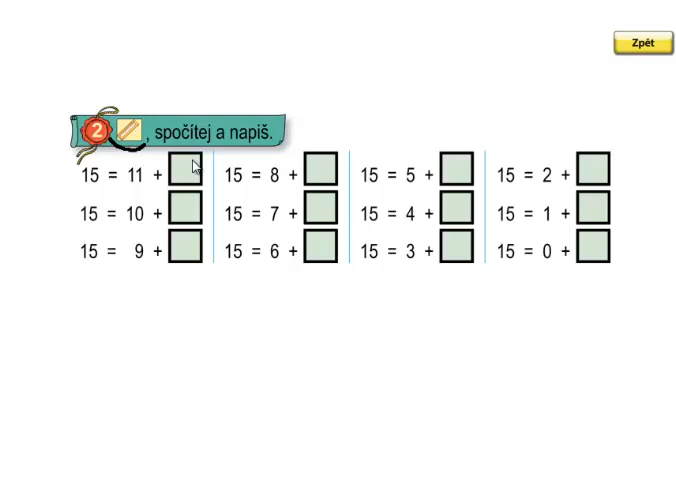 Zpět
2 , spočítej a napiš.
15 = 11 + 15 = 8 + 15 = 5 + 15 = 2 +
15 = 10 + 15 = 7 + 15 = 4 + 15 = 1 +
15 = 9 + 15 = 6 + 15 = 3 + 15 = 0 +